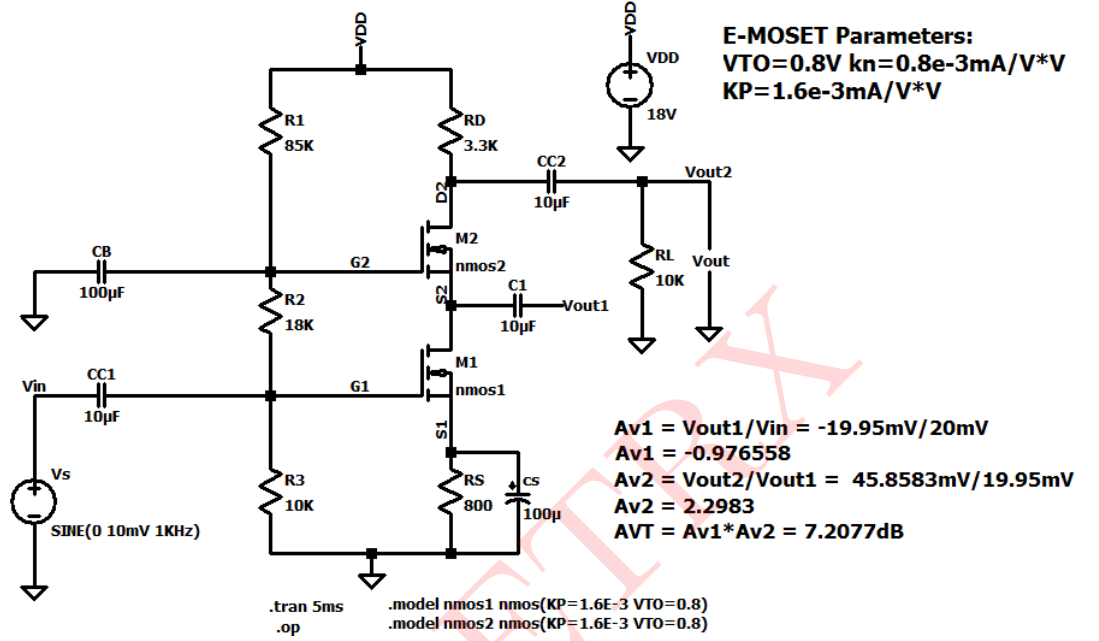 VDD
VDD
E-MOSET Parameters:
VTO=0.8V kn=0.8e-3mA/V*V
KP=1.6e-3mA/V*V
VDD
18V
R1
85K
RD
3.3K
CC2
10µF
Vout2
D2
M2
nmos2
CB
100µF
G2
RL
10K
Vout
R2
18K
S2
C1
10µF
Vout1
M1
nmos1
Vin
CC1
10µF
G1
S1
Av1 = Vout1/Vin = -19.95mV/20mV
Av1 = -0.976558
Av2 = Vout2/Vout1 = 45.8583mV/19.95mV
Av2 = 2.2983
AVT = Av1*Av2 = 7.2077dB
Vs
SINE(0 10mV 1KHz)
R3
10K
RS
800
cs
100µ
.tran 5ms
.op
.model nmos1 nmos(KP=1.6E-3 VTO=0.8)
.model nmos2 nmos(KP=1.6E-3 VTO=0.8)
ETRX